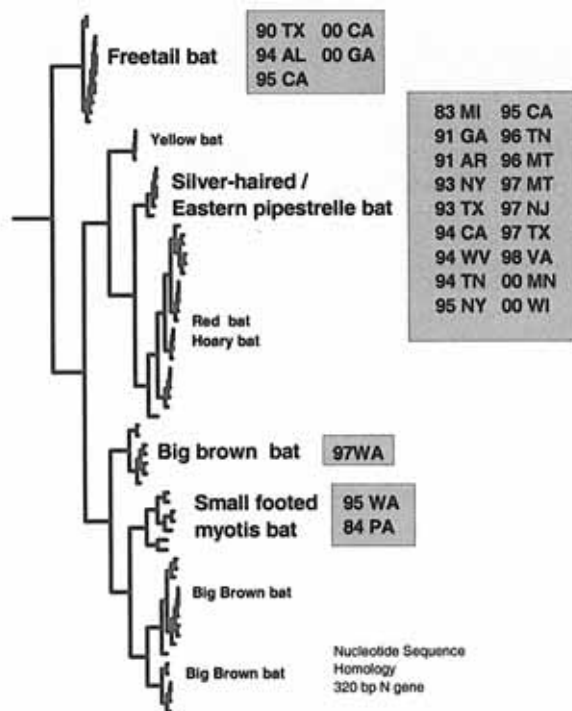 Freetail bat
90 TX 00 CA
94 AL 00 GA
95 CA
Yellow bat
Silver-haired /
Eastern pipestrelle bat
83 MI 95 CA
91 GA 96 TN
91 AR 96 MT
93 NY 97 MT
93 TX 97 NJ
94 CA 97 TX
94 WV 98 VA
94 TN 00 MN
95 NY 00 WI
Red bat
Hoary bat
Big brown bat
97WA
Small footed
myotis bat
95 WA
84 PA
Big Brown bat
Big Brown bat
Nucleotide Sequence
Homology
320 bp N gene